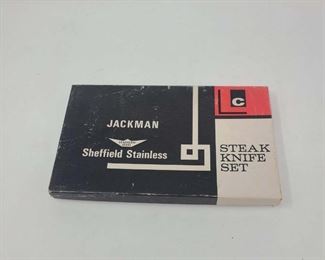 JACKMAN
Sheffield Stainless
C
STEAK
KNIFE
SET